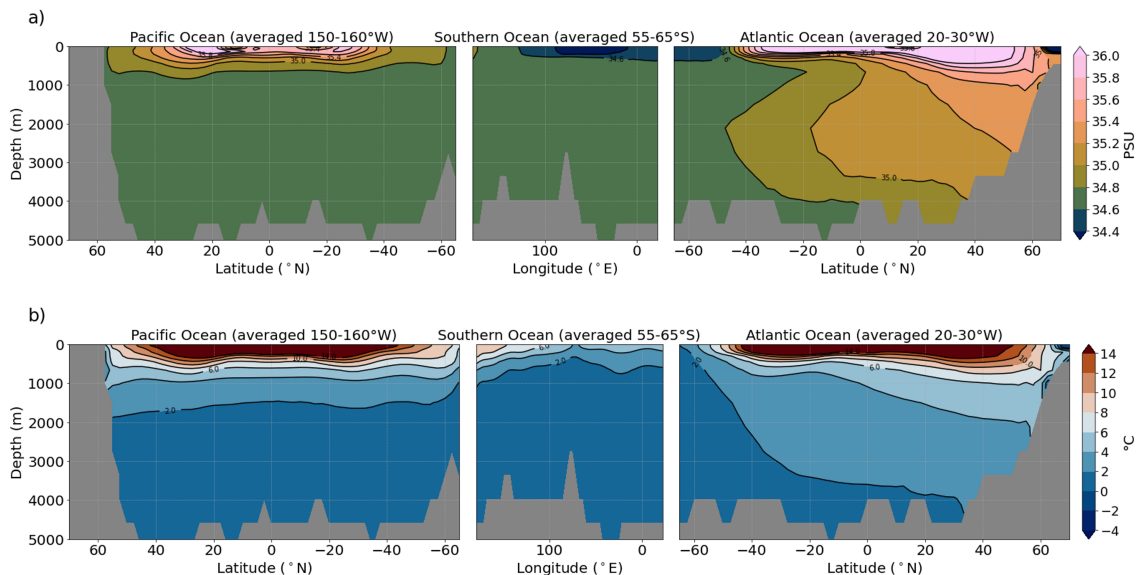 a)
Pacific Ocean (averaged 150-160°W)
Southern Ocean (averaged 55-65°S)
Atlantic Ocean (averaged 20-30°W)
0
1000
2000
3000
4000
5000
Depth (m)
35.0
34.6
35.0
35.0
60 40 20 0 −20 −40 −60
100 50 0
−60 −40 −20 0 20 40 60
Latitude (°N)
Longitude (°E)
Latitude (°N)
36.0
35.8
35.6
35.4
35.2
35.0
34.8
34.6
34.4
PSU
b)
Pacific Ocean (averaged 150-160°W)
Southern Ocean (averaged 55-65°S)
Atlantic Ocean (averaged 20-30°W)
0
1000
2000
3000
4000
5000
Depth (m)
10.0
6.0
2.0
6.0
2.0
2.0
6.0
10.0
60 40 20 0 −20 −40 −60
100 0
−60 −40 −20 0 20 40 60
Latitude (°N)
Longitude (°E)
Latitude (°N)
14
12
10
8
6
4
2
0
−2
−4
°C